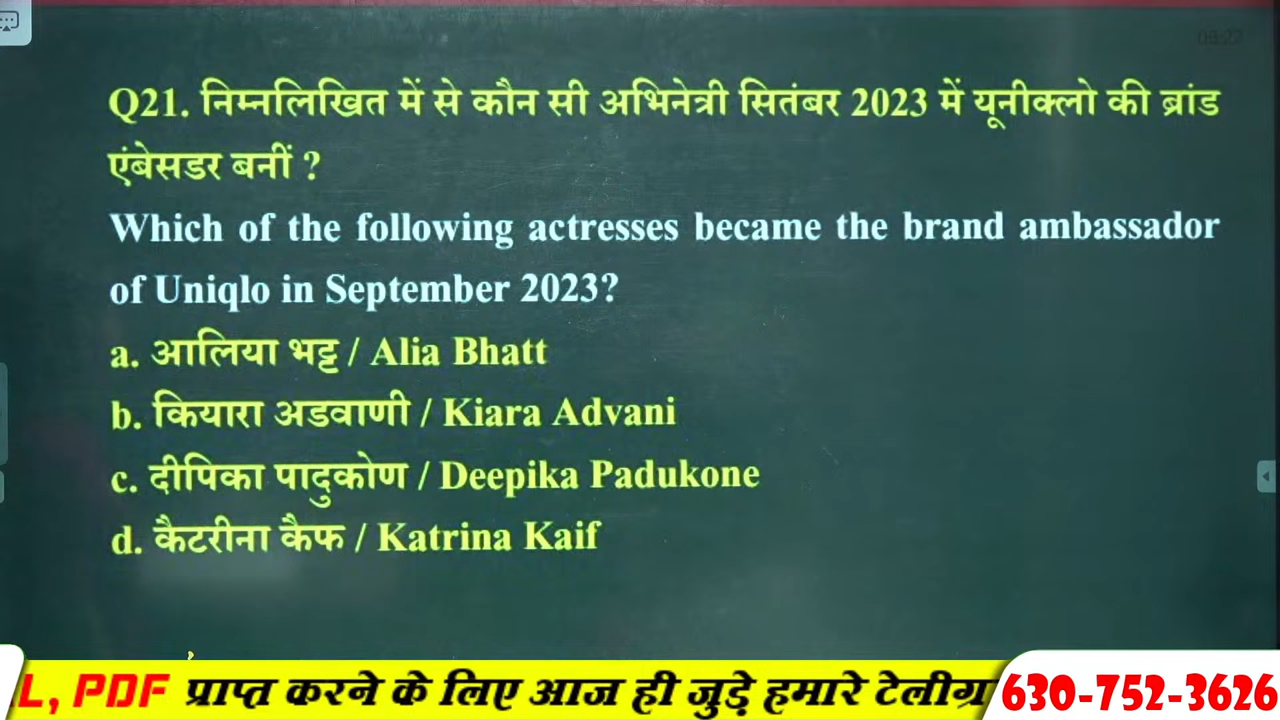 Q21. निम्नलिखित में से कौन सी अभिनेत्री सितंबर 2023 में यूनीक्लो की ब्रांड
एंबेसडर बनीं ?
Which of the following actresses became the brand ambassador
of Uniqlo in September 2023?
a. आलिया भट्ट / Alia Bhatt
b. कियारा अडवाणी / Kiara Advani
c. दीपिका पादुकोण / Deepika Padukone
d. कैटरीना कैफ / Katrina Kaif
L, PDF प्राप्त करने के लिए आज ही जुड़े हमारे टेलीग्र 630-752-3626